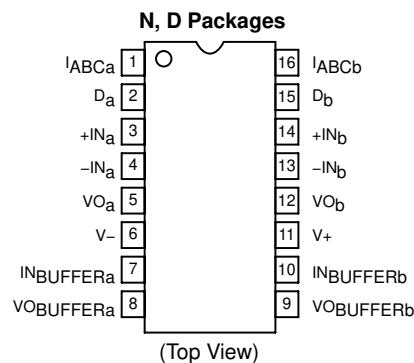 N, D Packages
IABCa 1 16 IABCb
Da 2 15 Db
+INa 3 14 +INb
−INa 4 13 −INb
VOa 5 12 VOb
V− 6 11 V+
INBUFFERa 7 10 INBUFFERb
VOBUFFERa 8 9 VOBUFFERb
(Top View)